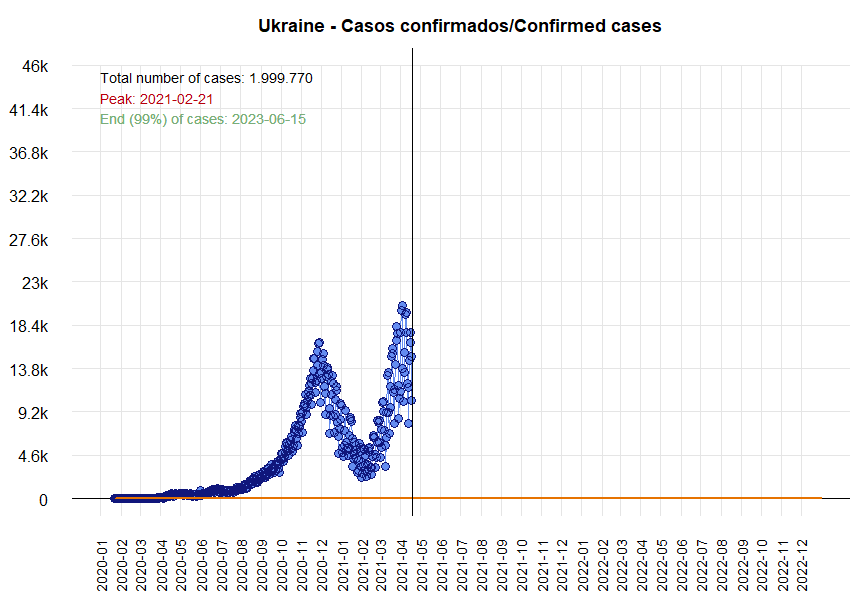 Ukraine - Casos confirmados/Confirmed cases
46k
Total number of cases: 1.999.770
Peak: 2021-02-21
41.4k
End (99%) of cases: 2023-06-15
36.8k
32.2k
27.6k
23k
18.4k
13.8k
9.2k
4.6k
0
2020-01
2020-02
2020-03
2020-04
2020-05
2020-06
2020-07
2020-08
2020-09
2020-10
2020-11
2020-12
2021-01
2021-02
2021-03
2021-04
2021-05
2021-06
2021-07
2021-08
2021-09
2021-10
2021-11
2021-12
2022-01
2022-02
2022-03
2022-04
2022-05
2022-06
2022-07
2022-08
2022-09
2022-10
2022-11
2022-12